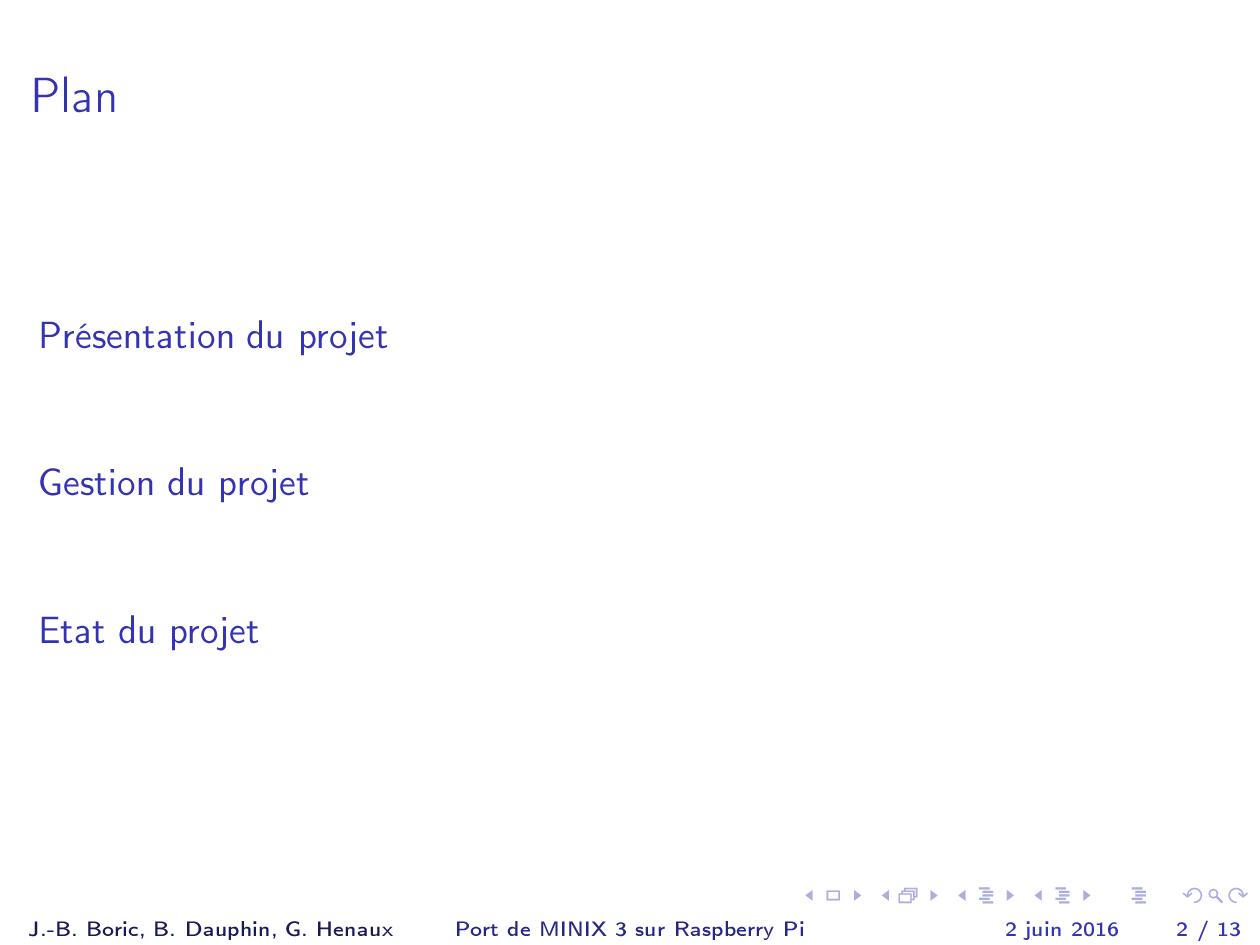 Plan
Présentation du projet
Gestion du projet
Etat du projet
J.-B. Boric, B. Dauphin, G. Henaux Port de MINIX 3 sur Raspberry Pi 2 juin 2016 2 / 13